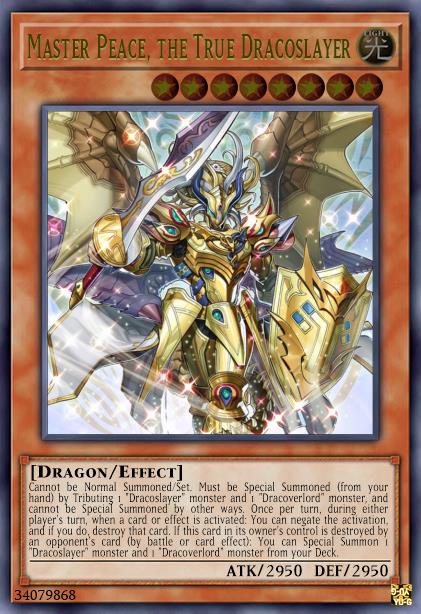 MASTER PEACE, THE TRUE DRACOSLAYER
LIGHT
光
[DRAGON/EFFECT]
Cannot be Normal Summoned/Set. Must be Special Summoned (from your
hand) by Tributing 1 "Dracoslayer" monster and 1 "Dracoverlord" monster, and
cannot be Special Summoned by other ways. Once per turn, during either
player's turn, when a card or effect is activated: You can negate the activation,
and if you do, destroy that card. If this card in its owner's control is destroyed by
an opponent's card (by battle or card effect): You can Special Summon 1
"Dracoslayer" monster and 1 "Dracoverlord" monster from your Deck.
ATK/2950 DEF/2950
34079868